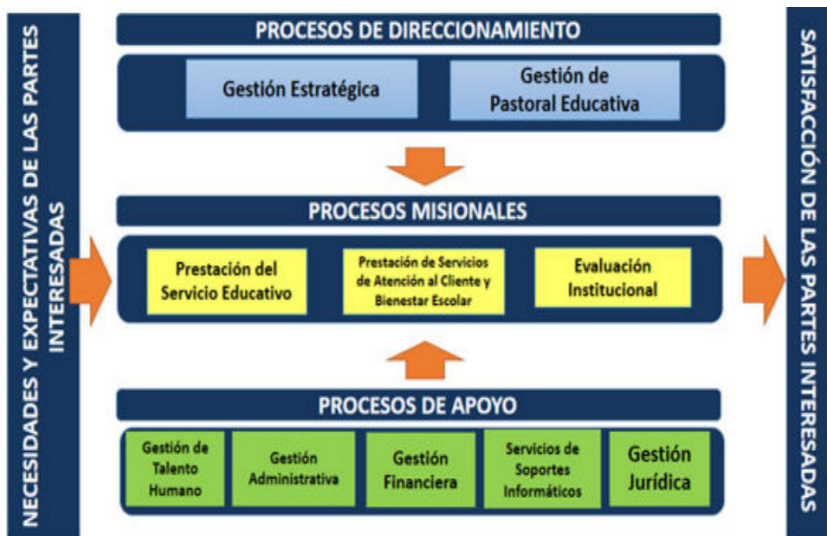 NECESIDADES Y EXPECTATIVAS DE LAS PARTES
INTERESADAS
PROCESOS DE DIRECCIONAMIENTO
Gestión Estratégica
Gestión de
Pastoral Educativa
PROCESOS MISIONALES
Prestación del
Servicio Educativo
Prestación de Servicios
de Atención al Cliente y
Bienestar Escolar
Evaluación
Institucional
PROCESOS DE APOYO
Gestión de
Talento
Humano
Gestión
Administrativa
Gestión
Financiera
Servicios de
Soportes
Informáticos
Gestión
Jurídica
SATISFACCIÓN DE LAS PARTES INTERESADAS